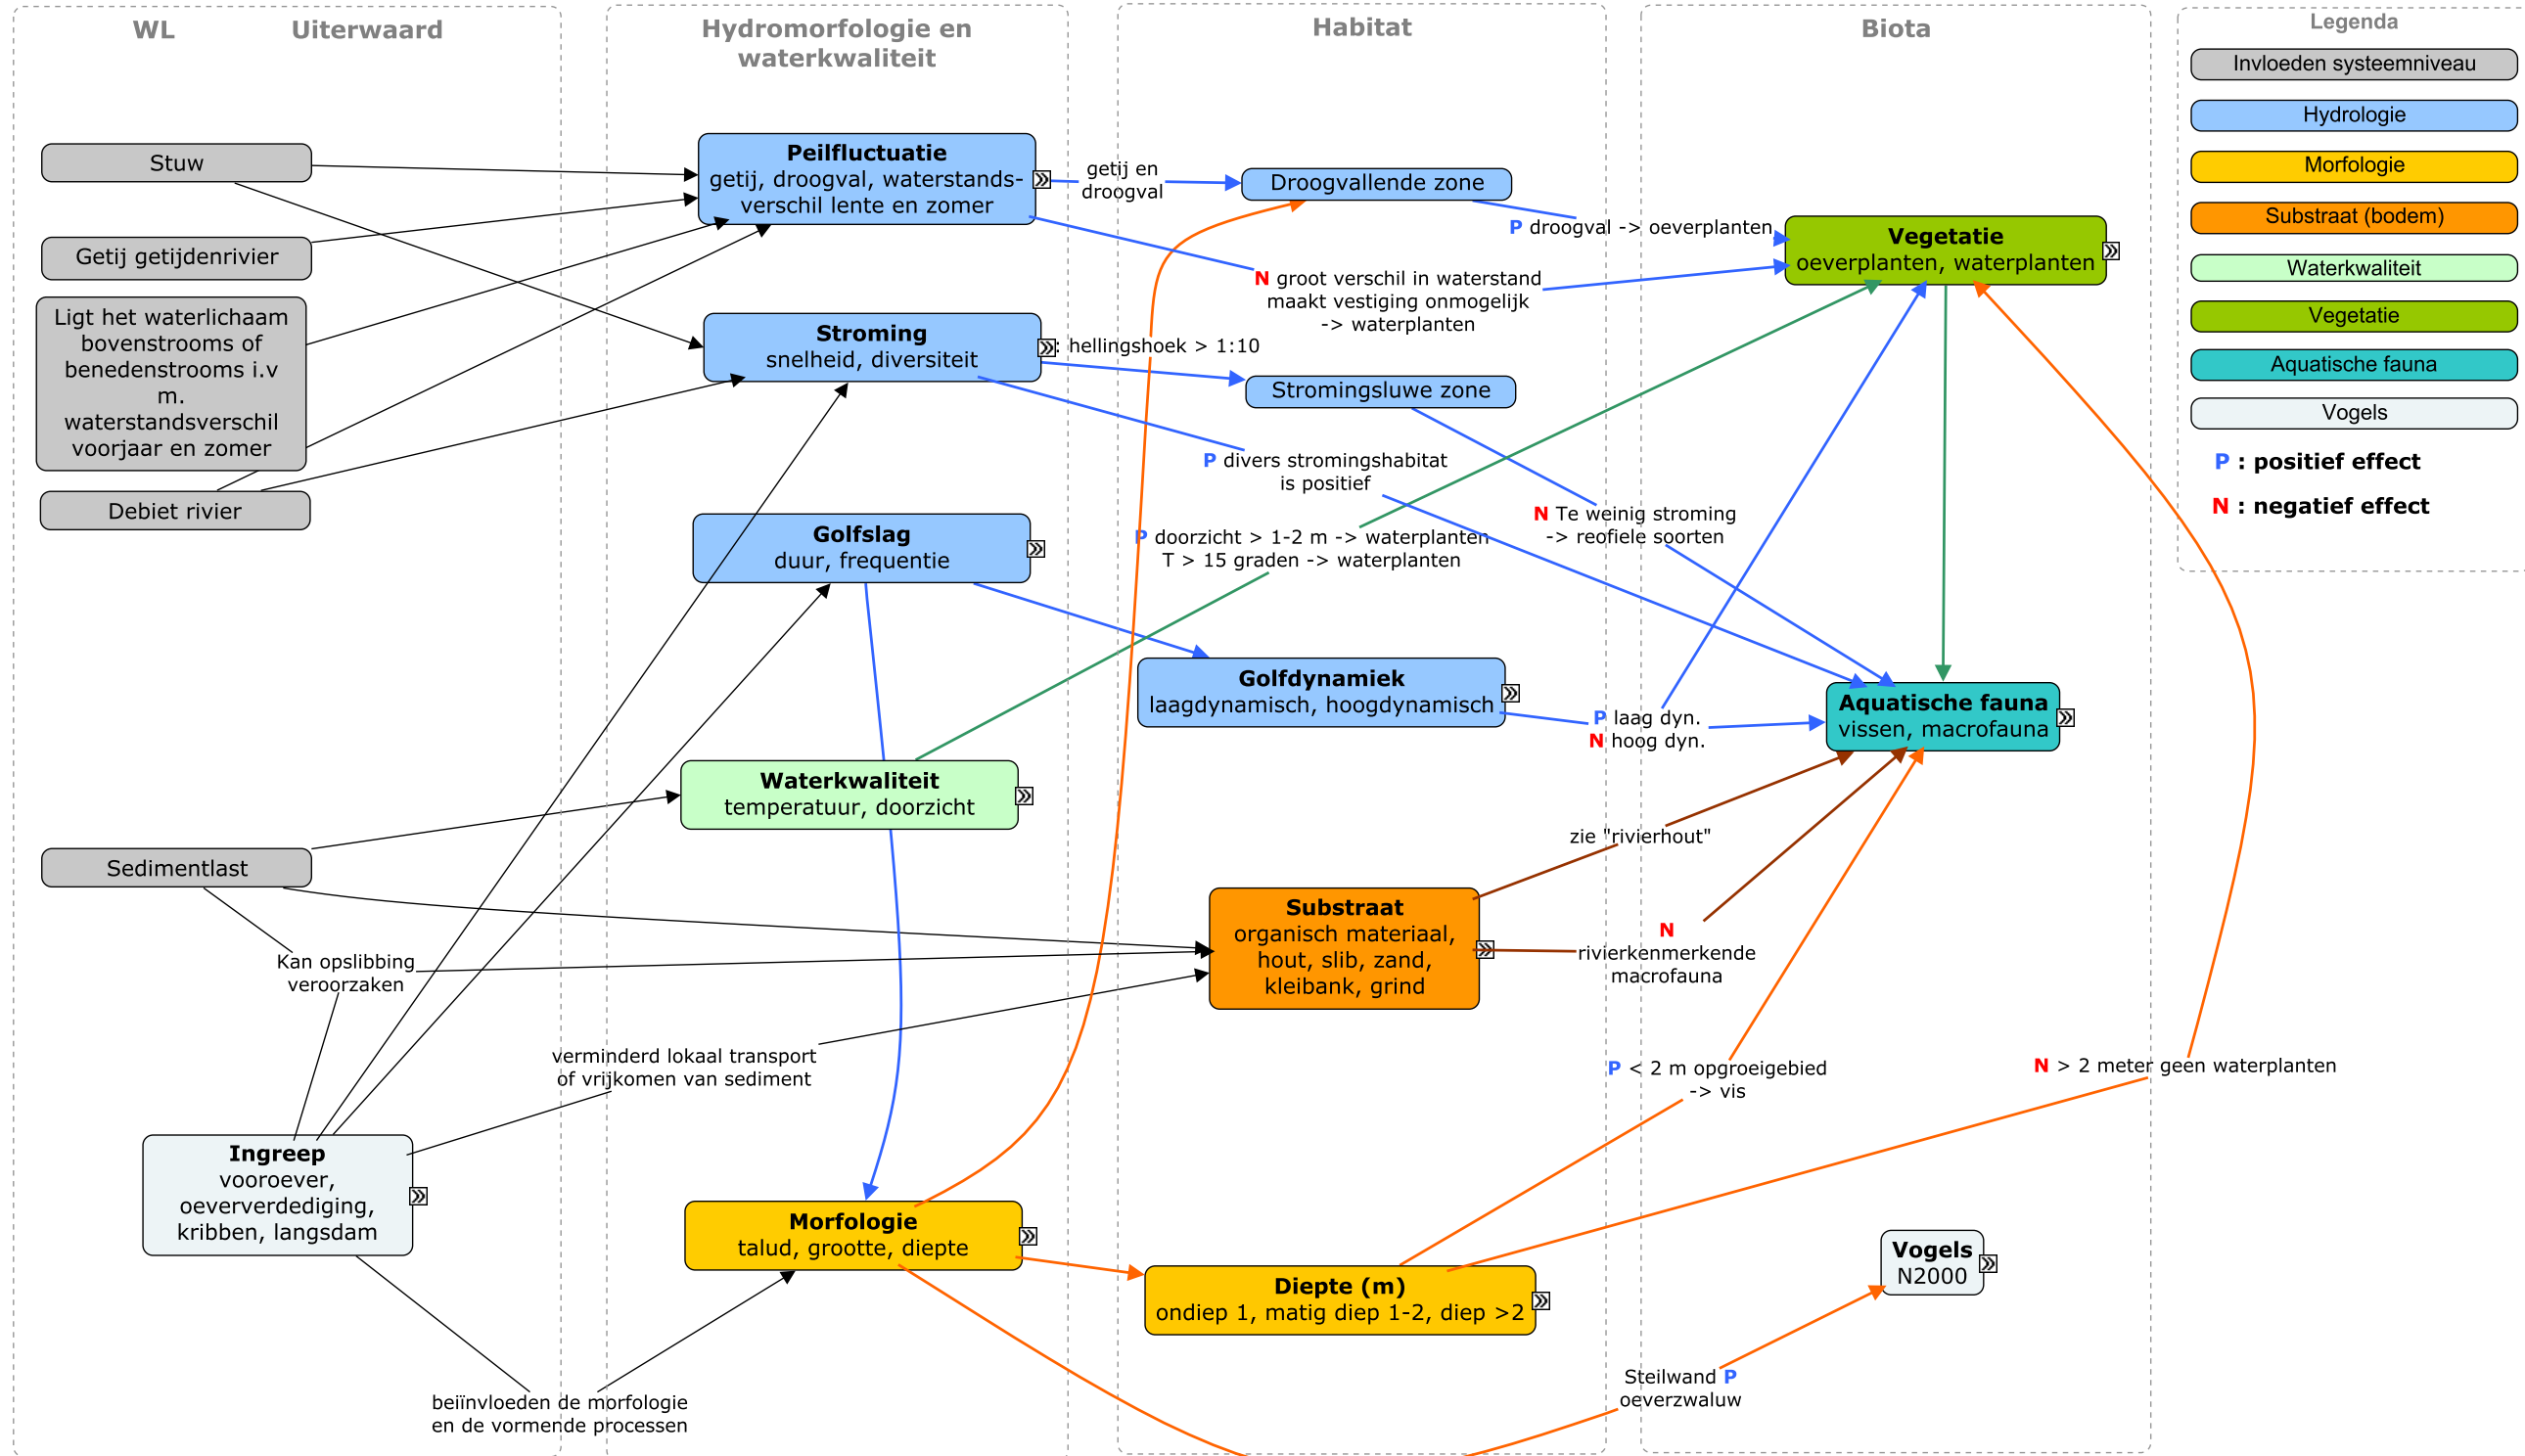 WL
Uiterwaard
Stuw
Getij getijdenrivier
Ligt het waterlichaam
bovenstrooms of
benedenstrooms i.v
m.
waterstandsverschil
voorjaar en zomer
Debiet rivier
Sedimentlast
Kan opslibbing
veroorzaken
Ingreep
vooroever,
oeververdediging,
kribben, langsdam
verminderd lokaal transport
of vrijkomen van sediment
beiïnvloeden de morfologie
en de vormende processen
Hydromorfologie en
waterkwaliteit
Peilfluctuatie
getij, droogval, waterstands-
verschil lente en zomer
Stroming
snelheid, diversiteit
Golfslag
duur, frequentie
Waterkwaliteit
temperatuur, doorzicht
Morfologie
talud, grootte, diepte
Habitat
getij en
droogval
Droogvallende zone
P droogval -> oeverplanten
N groot verschil in waterstand
maakt vestiging onmogelijk
-> waterplanten
: hellingshoek > 1:10
Stromingsluwe zone
P divers stromingshabitat
is positief
N Te weinig stroming
-> reofiele soorten
P doorzicht > 1-2 m -> waterplanten
T > 15 graden -> waterplanten
Golfdynamiek
laagdynamisch, hoogdynamisch
P laag dyn.
N hoog dyn.
zie "rivierhout"
Substraat
organisch materiaal,
hout, slib, zand,
kleibank, grind
N
rivierkenmerkende
macrofauna
P < 2 m opgroeigebied
-> vis
Diepte (m)
ondiep 1, matig diep 1-2, diep >2
Steilwand P
oeverzwaluw
Biota
Vegetatie
oeverplanten, waterplanten
Aquatische fauna
vissen, macrofauna
N > 2 meter geen waterplanten
Vogels
N2000
Legenda
Invloeden systeemniveau
Hydrologie
Morfologie
Substraat (bodem)
Waterkwaliteit
Vegetatie
Aquatische fauna
Vogels
P : positief effect
N : negatief effect